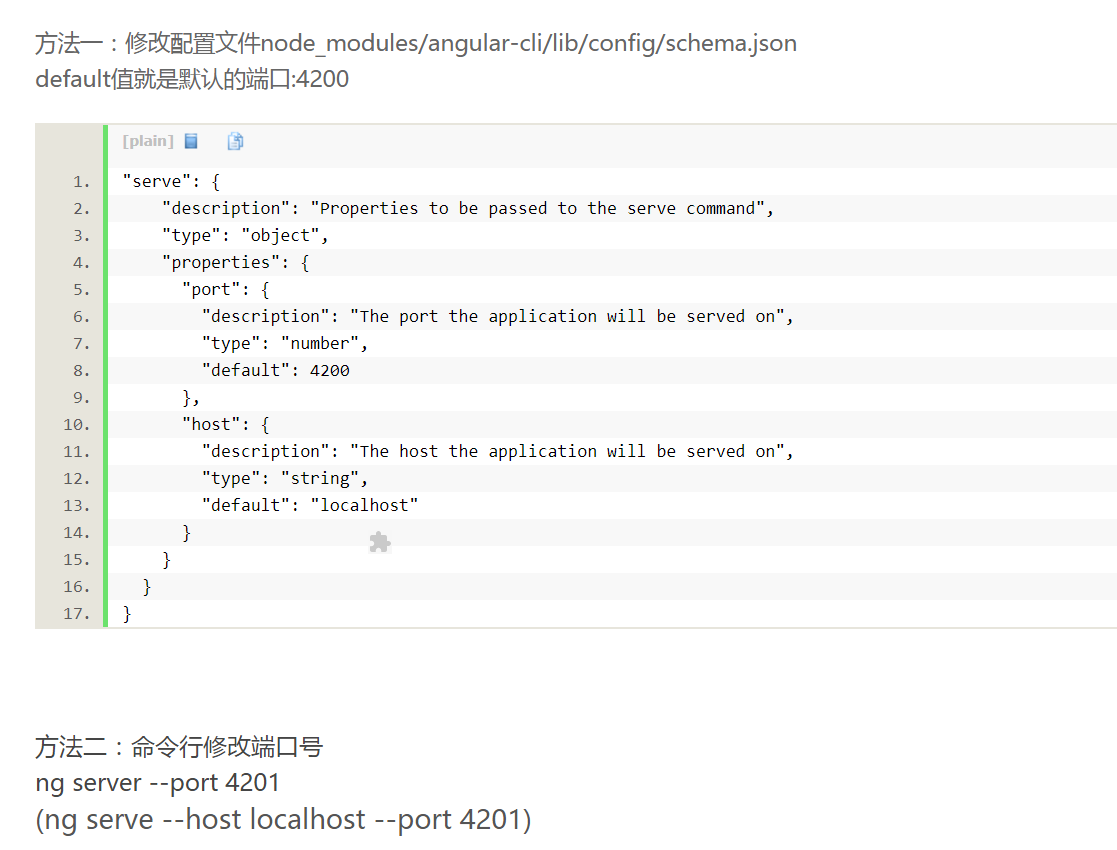 方法一：修改配置文件node_modules/angular-cli/lib/config/schema.json
default值就是默认的端口:4200
[plain]
1. "serve": {
2.     "description": "Properties to be passed to the serve command",
3.     "type": "object",
4.     "properties": {
5.       "port": {
6.         "description": "The port the application will be served on",
7.         "type": "number",
8.         "default": 4200
9.       },
10.       "host": {
11.         "description": "The host the application will be served on",
12.         "type": "string",
13.         "default": "localhost"
14.       }
15.     }
16.   }
17. }
方法二：命令行修改端口号
ng server --port 4201
(ng serve --host localhost --port 4201)